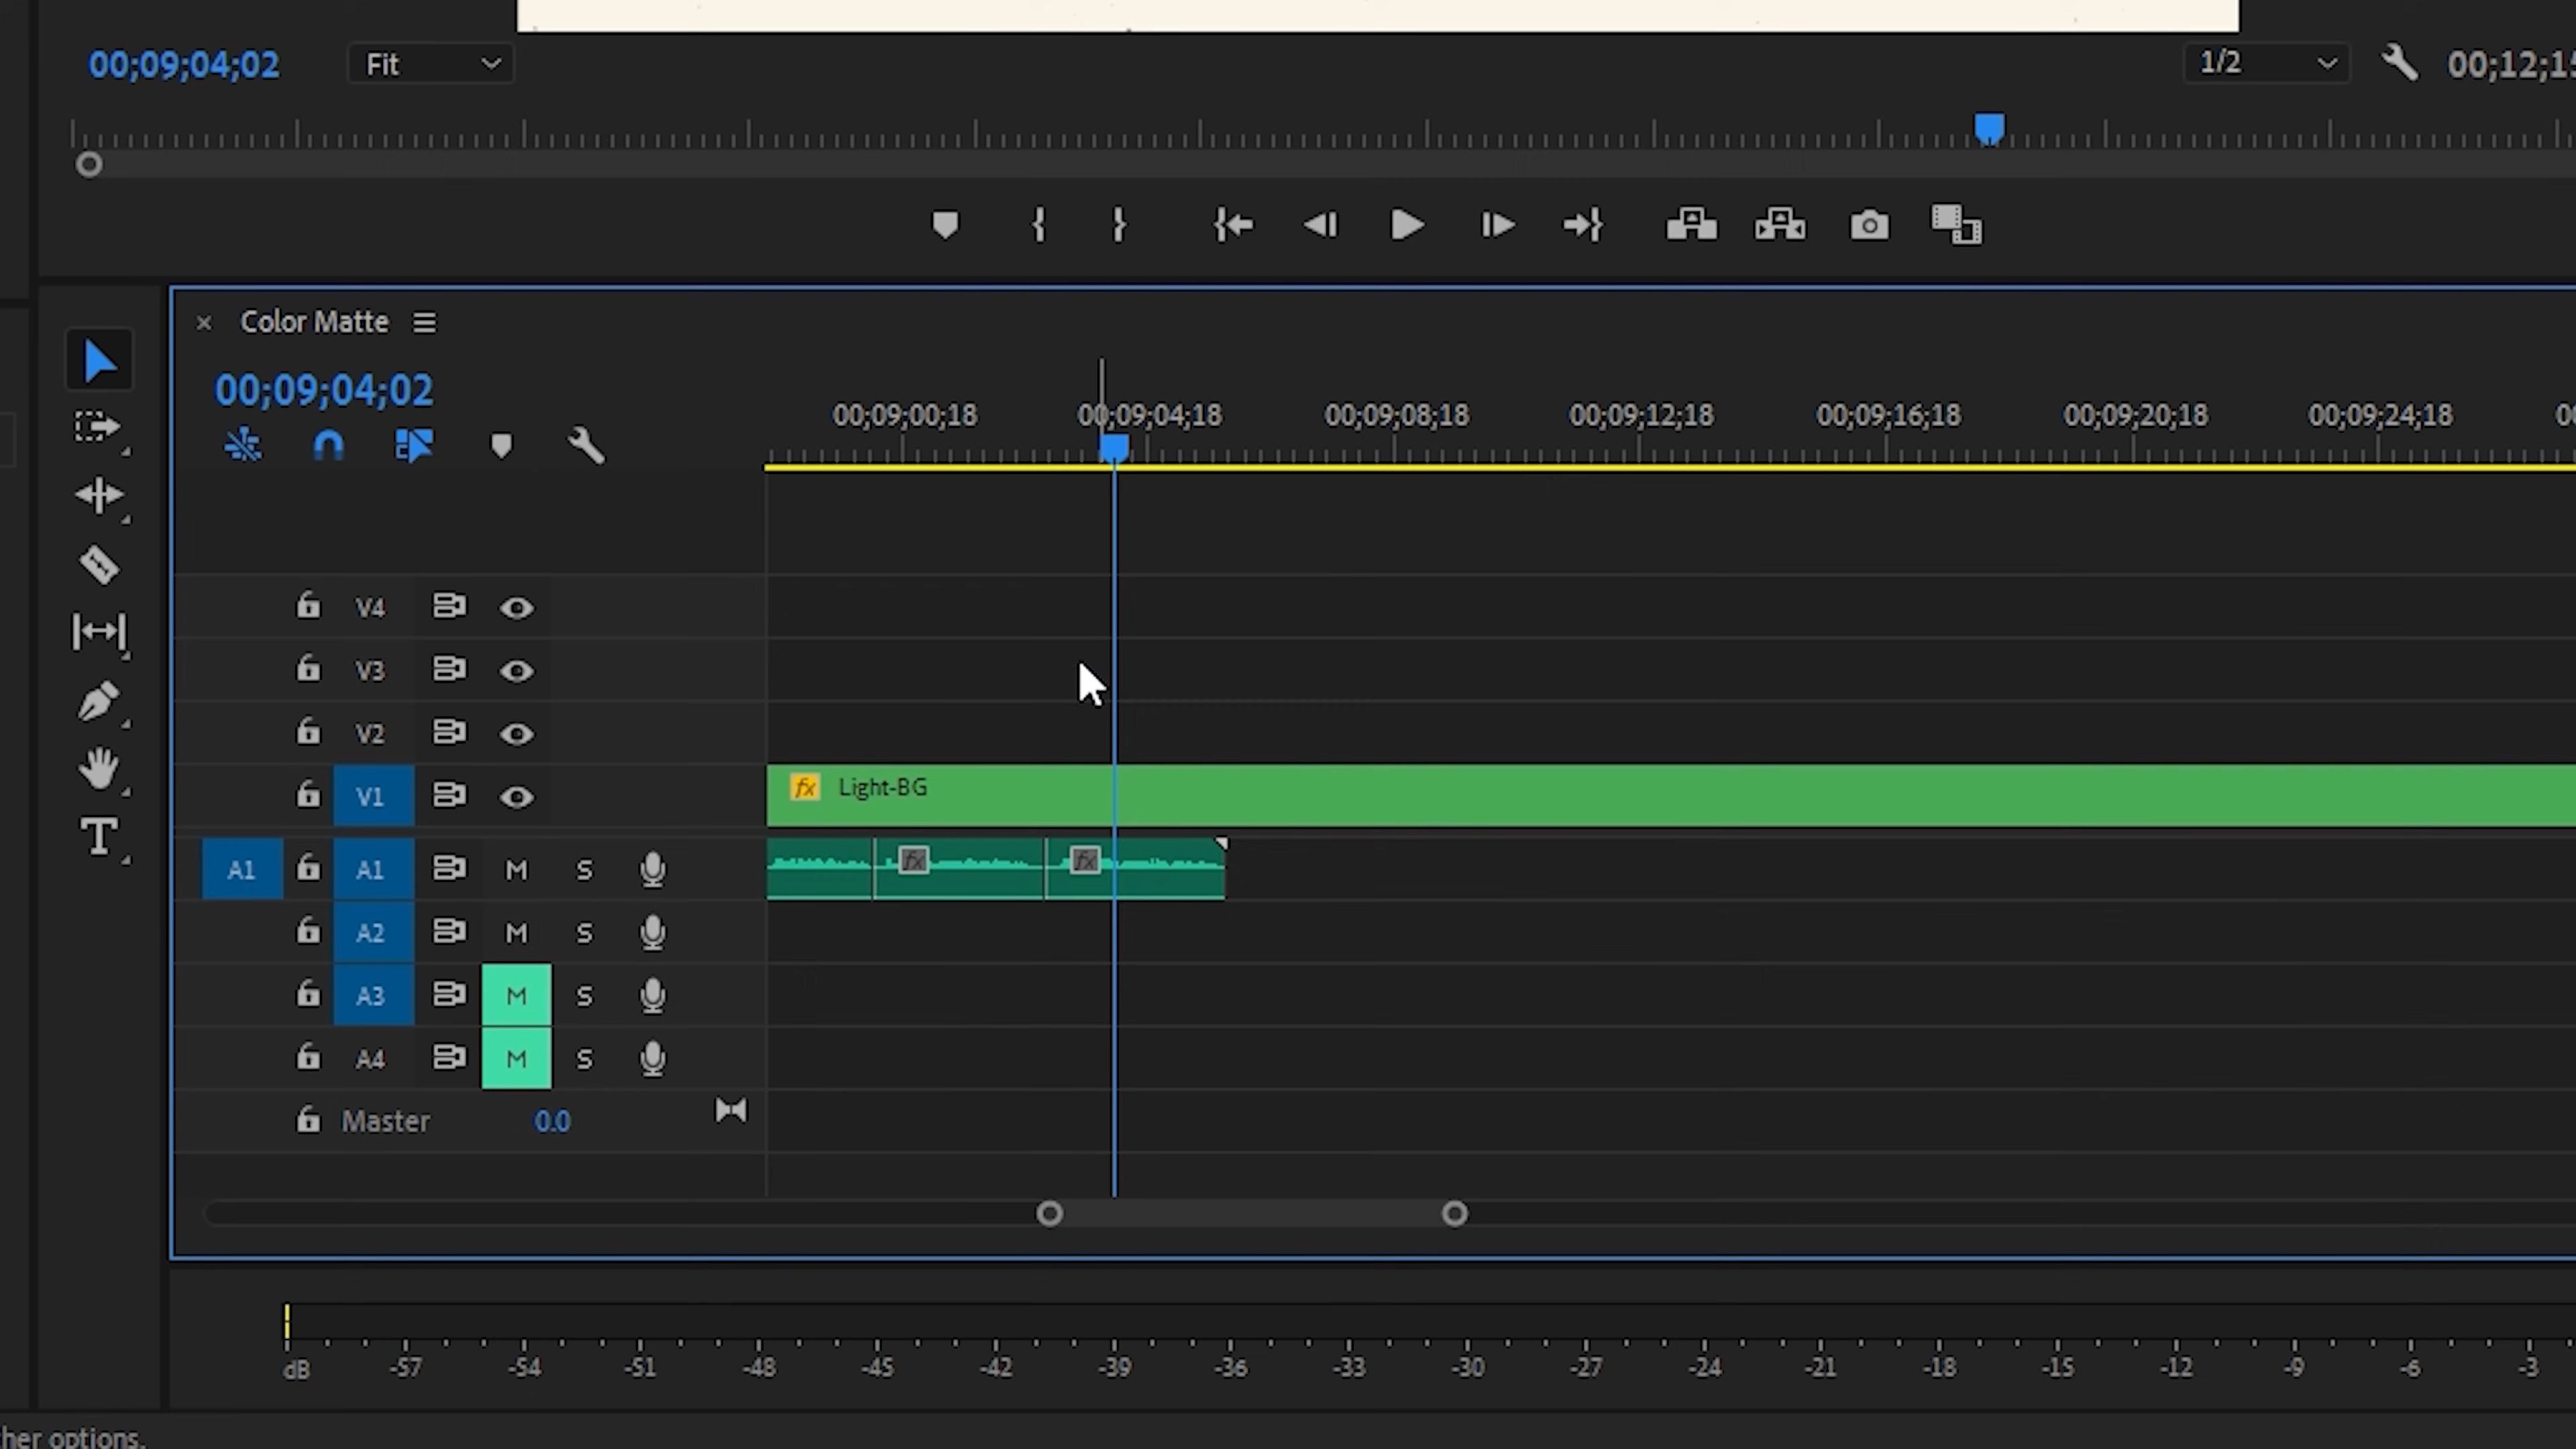 00;09;04;02 Fit 1/2 00;12;15
Color Matte
00;09;04;02
00;09;00;18 00;09;04;18 00;09;08;18 00;09;12;18 00;09;16;18 00;09;20;18 00;09;24;18
V4
V3
V2
V1 fx Light-BG
A1 A1 M S fx fx
A2 M S
A3 M S
A4 M S
Master 0.0
dB -57 -54 -51 -48 -45 -42 -39 -36 -33 -30 -27 -24 -21 -18 -15 -12 -9 -6 -3
her options.